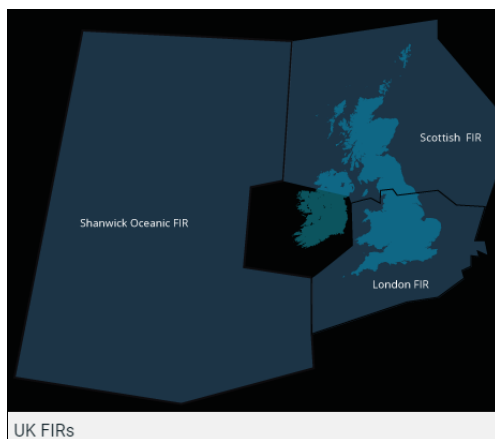 Scottish FIR
Shanwick Oceanic FIR
London FIR
UK FIRs